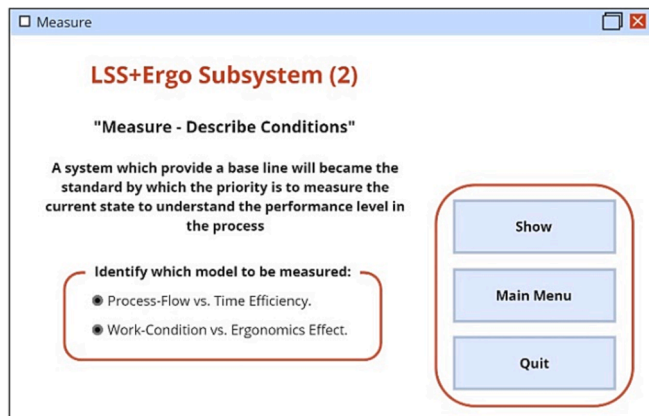 Measure
LSS+Ergo Subsystem (2)
"Measure - Describe Conditions"
A system which provide a base line will became the
standard by which the priority is to measure the
current state to understand the performance level in
the process
Identify which model to be measured:
Process-Flow vs. Time Efficiency.
Work-Condition vs. Ergonomics Effect.
Show
Main Menu
Quit